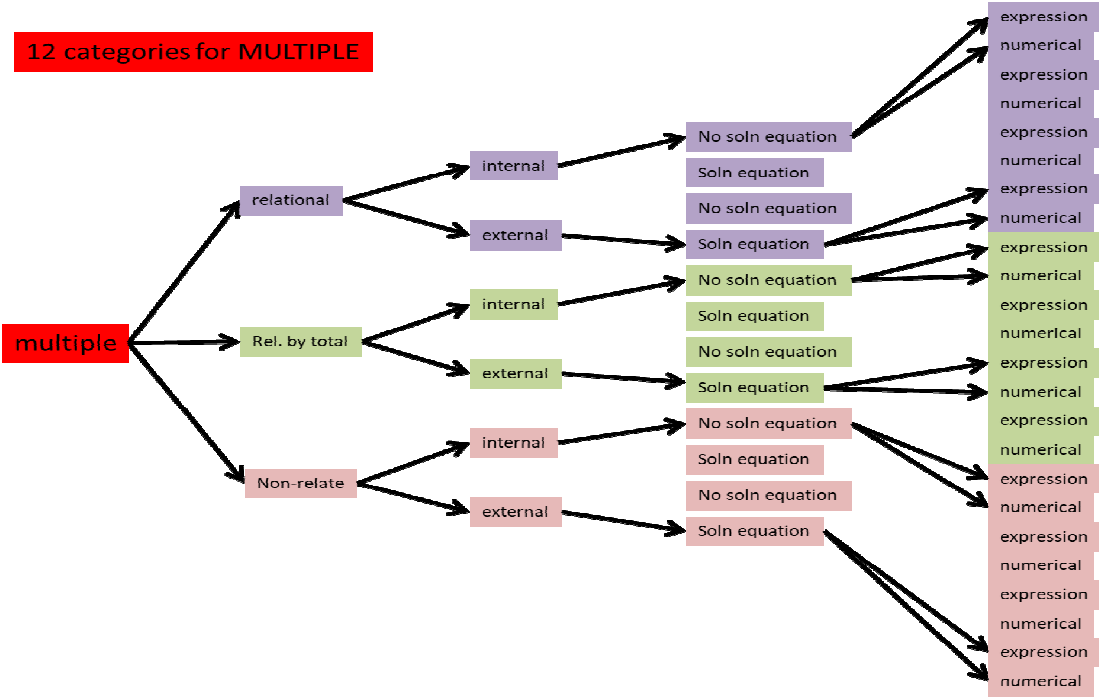 12 categories for MULTIPLE
multiple
relational
Rel. by total
Non-relate
internal
external
internal
external
internal
external
No soln equation
Soln equation
No soln equation
Soln equation
No soln equation
Soln equation
No soln equation
Soln equation
No soln equation
Soln equation
No soln equation
Soln equation
expression
numerical
expression
numerical
expression
numerical
expression
numerical
expression
numerical
expression
numerical
expression
numerical
expression
numerical
expression
numerical
expression
numerical
expression
numerical
expression
numerical